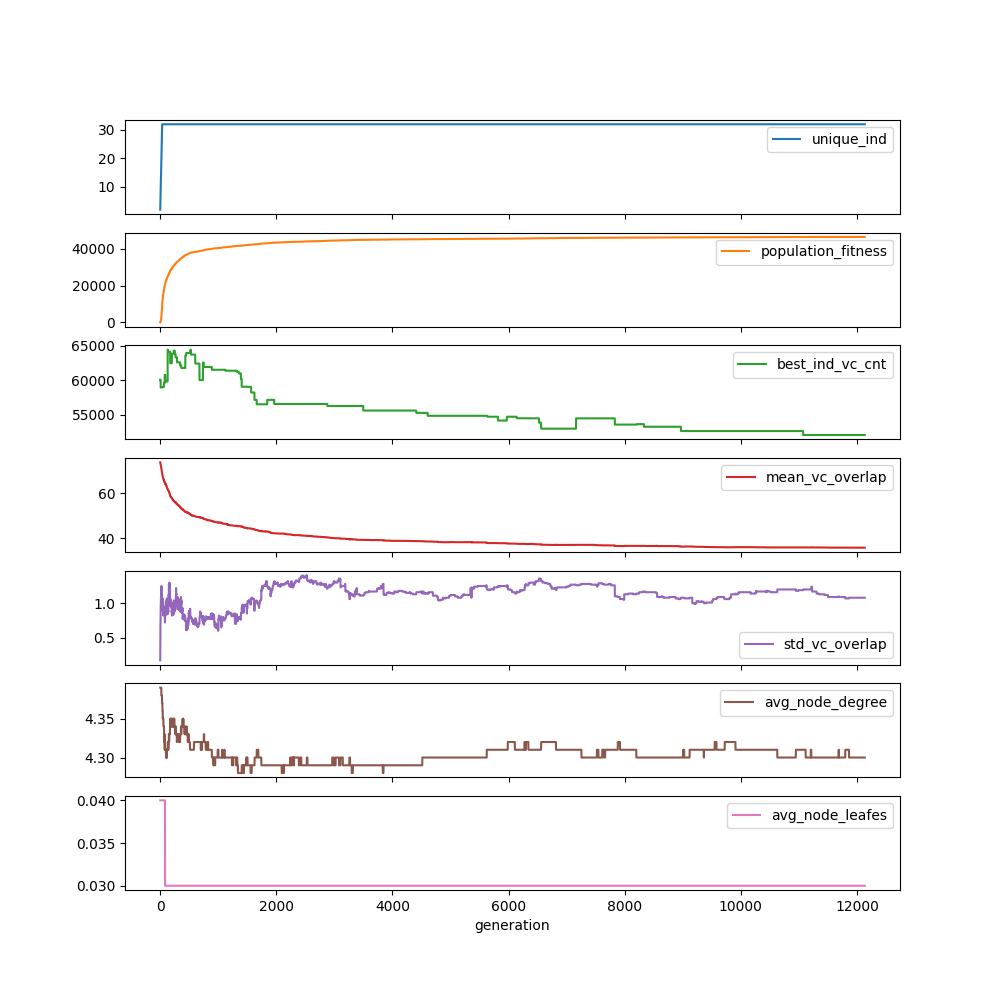 30
20
10
unique_ind
40000
20000
0
population_fitness
65000
60000
55000
best_ind_vc_cnt
60
40
mean_vc_overlap
1.0
0.5
std_vc_overlap
4.35
4.30
avg_node_degree
0.040
0.035
0.030
avg_node_leafes
0 2000 4000 6000 8000 10000 12000
generation